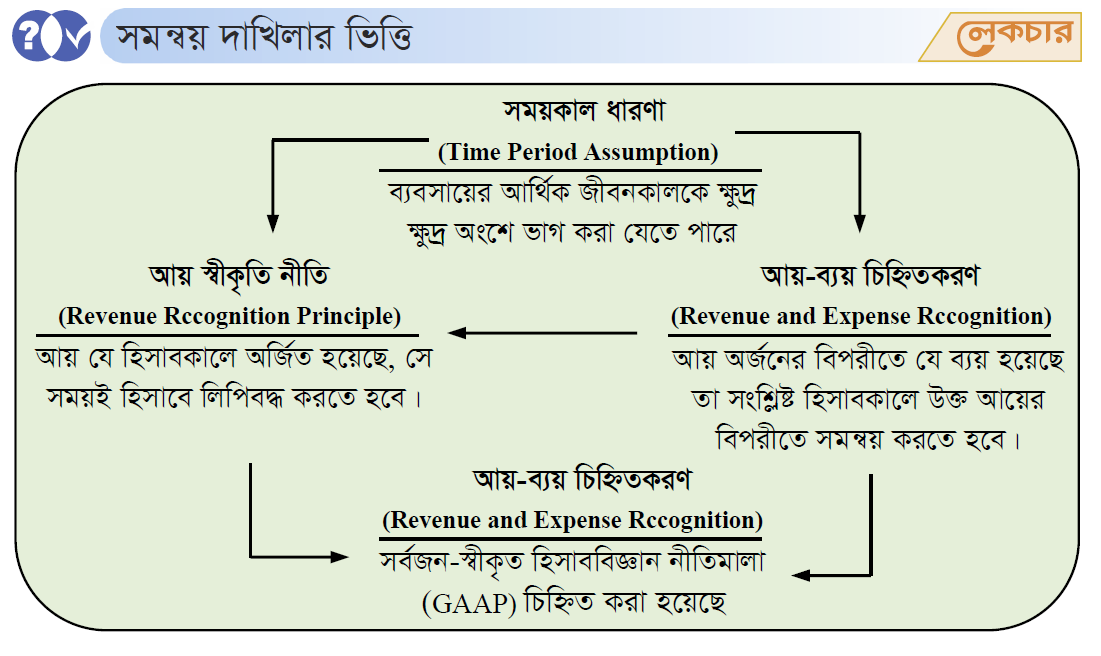 সমন্বয় দাখিলার ভিত্তি
লেকচার
সময়কাল ধারণা
(Time Period Assumption)
ব্যবসায়ের আর্থিক জীবনকালকে ক্ষুদ্র
ক্ষুদ্র অংশে ভাগ করা যেতে পারে
আয় স্বীকৃতি নীতি
(Revenue Rccognition Principle)
আয় যে হিসাবকালে অর্জিত হয়েছে, সে
সময়ই হিসাবে লিপিবদ্ধ করতে হবে।
আয়-ব্যয় চিহ্নিতকরণ
(Revenue and Expense Rccognition)
আয় অর্জনের বিপরীতে যে ব্যয় হয়েছে
তা সংশ্লিষ্ট হিসাবকালে উক্ত আয়ের
বিপরীতে সমন্বয় করতে হবে।
আয়-ব্যয় চিহ্নিতকরণ
(Revenue and Expense Rccognition)
সর্বজন-স্বীকৃত হিসাববিজ্ঞান নীতিমালা
(GAAP) চিহ্নিত করা হয়েছে